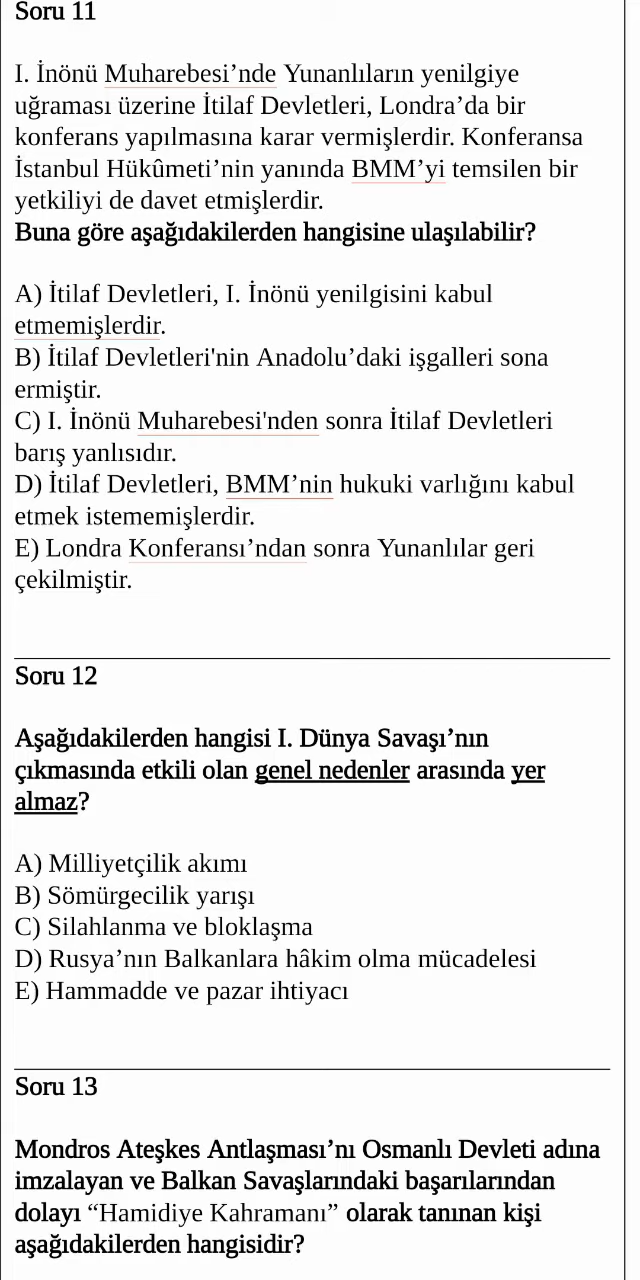 Soru 11
I. İnönü Muharebesi’nde Yunanlıların yenilgiye
uğraması üzerine İtilaf Devletleri, Londra’da bir
konferans yapılmasına karar vermişlerdir. Konferansa
İstanbul Hükûmeti’nin yanında BMM’yi temsilen bir
yetkiliyi de davet etmişlerdir.
Buna göre aşağıdakilerden hangisine ulaşılabilir?
A) İtilaf Devletleri, I. İnönü yenilgisini kabul
etmemişlerdir.
B) İtilaf Devletleri'nin Anadolu’daki işgalleri sona
ermiştir.
C) I. İnönü Muharebesi'nden sonra İtilaf Devletleri
barış yanlısıdır.
D) İtilaf Devletleri, BMM’nin hukuki varlığını kabul
etmek istememişlerdir.
E) Londra Konferansı’ndan sonra Yunanlılar geri
çekilmiştir.
Soru 12
Aşağıdakilerden hangisi I. Dünya Savaşı’nın
çıkmasında etkili olan genel nedenler arasında yer
almaz?
A) Milliyetçilik akımı
B) Sömürgecilik yarışı
C) Silahlanma ve bloklaşma
D) Rusya’nın Balkanlara hâkim olma mücadelesi
E) Hammadde ve pazar ihtiyacı
Soru 13
Mondros Ateşkes Antlaşması’nı Osmanlı Devleti adına
imzalayan ve Balkan Savaşlarındaki başarılarından
dolayı “Hamidiye Kahramanı” olarak tanınan kişi
aşağıdakilerden hangisidir?